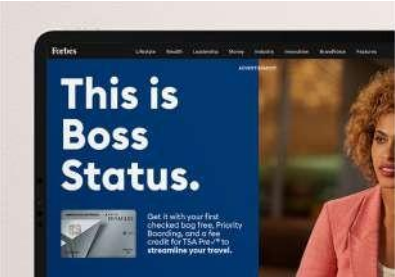 Forbes
Lifestyle Wealth Leadership Money Industry Innovation BrandVoice Features
ADVERTISEMENT
This is
Boss
Status.
Get it with your first
checked bag free, Priority
Boarding, and a fee
credit for TSA Pre✓® to
streamline your travel.